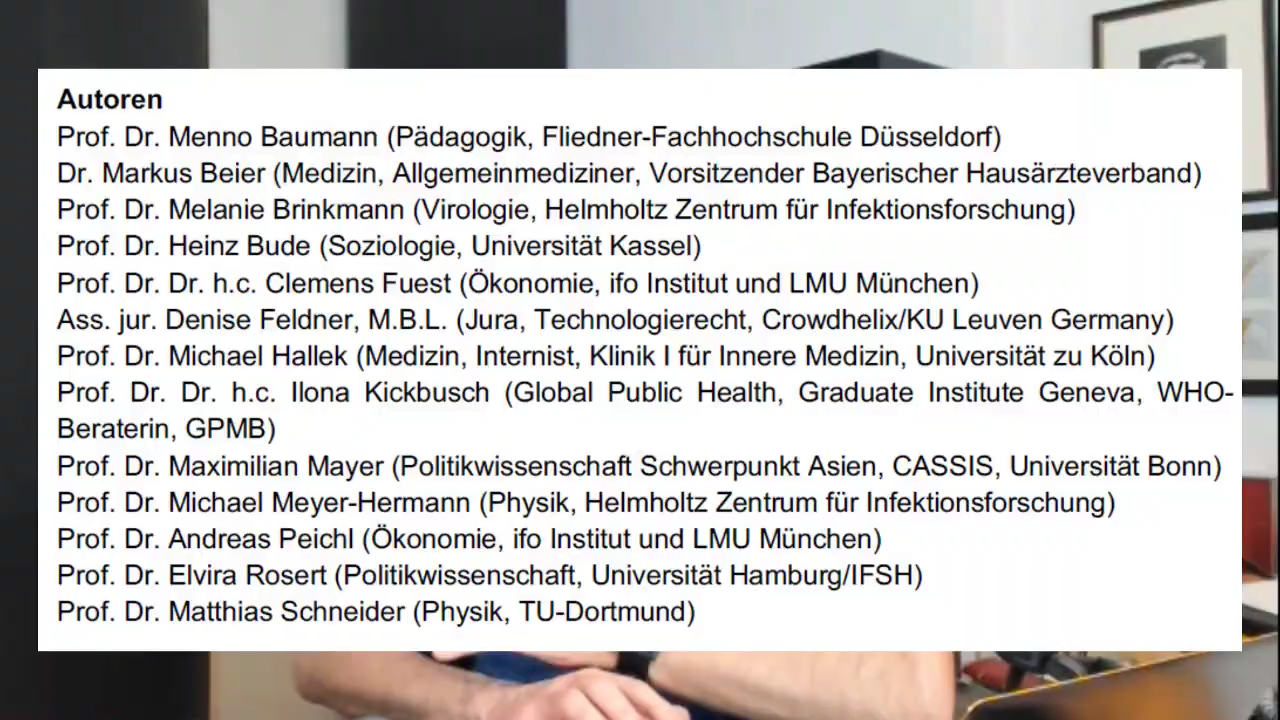 Autoren
Prof. Dr. Menno Baumann (Pädagogik, Fliedner-Fachhochschule Düsseldorf)
Dr. Markus Beier (Medizin, Allgemeinmediziner, Vorsitzender Bayerischer Hausärzteverband)
Prof. Dr. Melanie Brinkmann (Virologie, Helmholtz Zentrum für Infektionsforschung)
Prof. Dr. Heinz Bude (Soziologie, Universität Kassel)
Prof. Dr. Dr. h.c. Clemens Fuest (Ökonomie, ifo Institut und LMU München)
Ass. jur. Denise Feldner, M.B.L. (Jura, Technologierecht, Crowdhelix/KU Leuven Germany)
Prof. Dr. Michael Hallek (Medizin, Internist, Klinik I für Innere Medizin, Universität zu Köln)
Prof. Dr. Dr. h.c. Ilona Kickbusch (Global Public Health, Graduate Institute Geneva, WHO-
Beraterin, GPMB)
Prof. Dr. Maximilian Mayer (Politikwissenschaft Schwerpunkt Asien, CASSIS, Universität Bonn)
Prof. Dr. Michael Meyer-Hermann (Physik, Helmholtz Zentrum für Infektionsforschung)
Prof. Dr. Andreas Peichl (Ökonomie, ifo Institut und LMU München)
Prof. Dr. Elvira Rosert (Politikwissenschaft, Universität Hamburg/IFSH)
Prof. Dr. Matthias Schneider (Physik, TU-Dortmund)